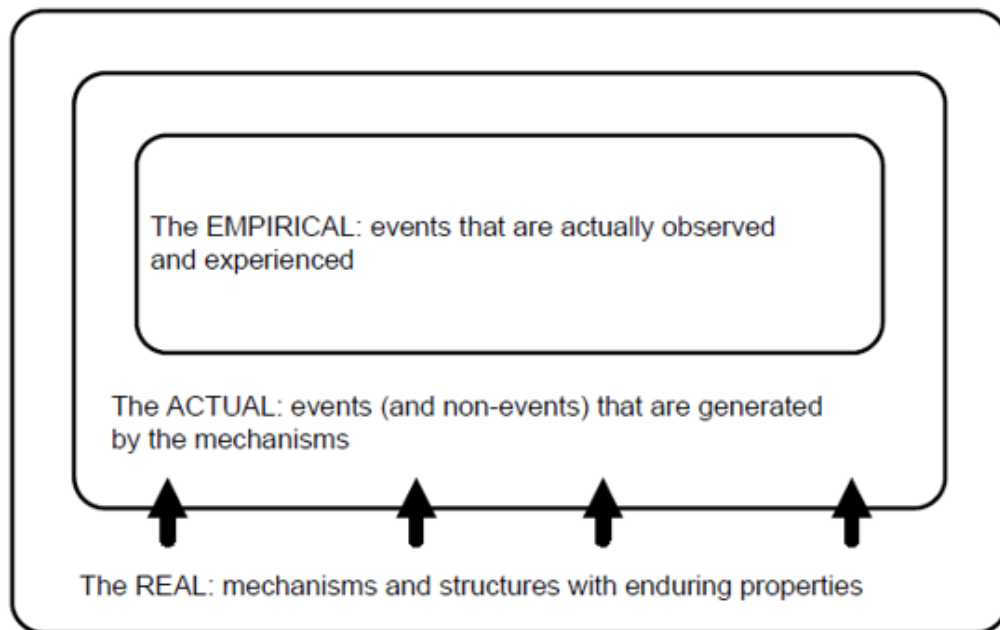 The EMPIRICAL: events that are actually observed
and experienced
The ACTUAL: events (and non-events) that are generated
by the mechanisms
The REAL: mechanisms and structures with enduring properties